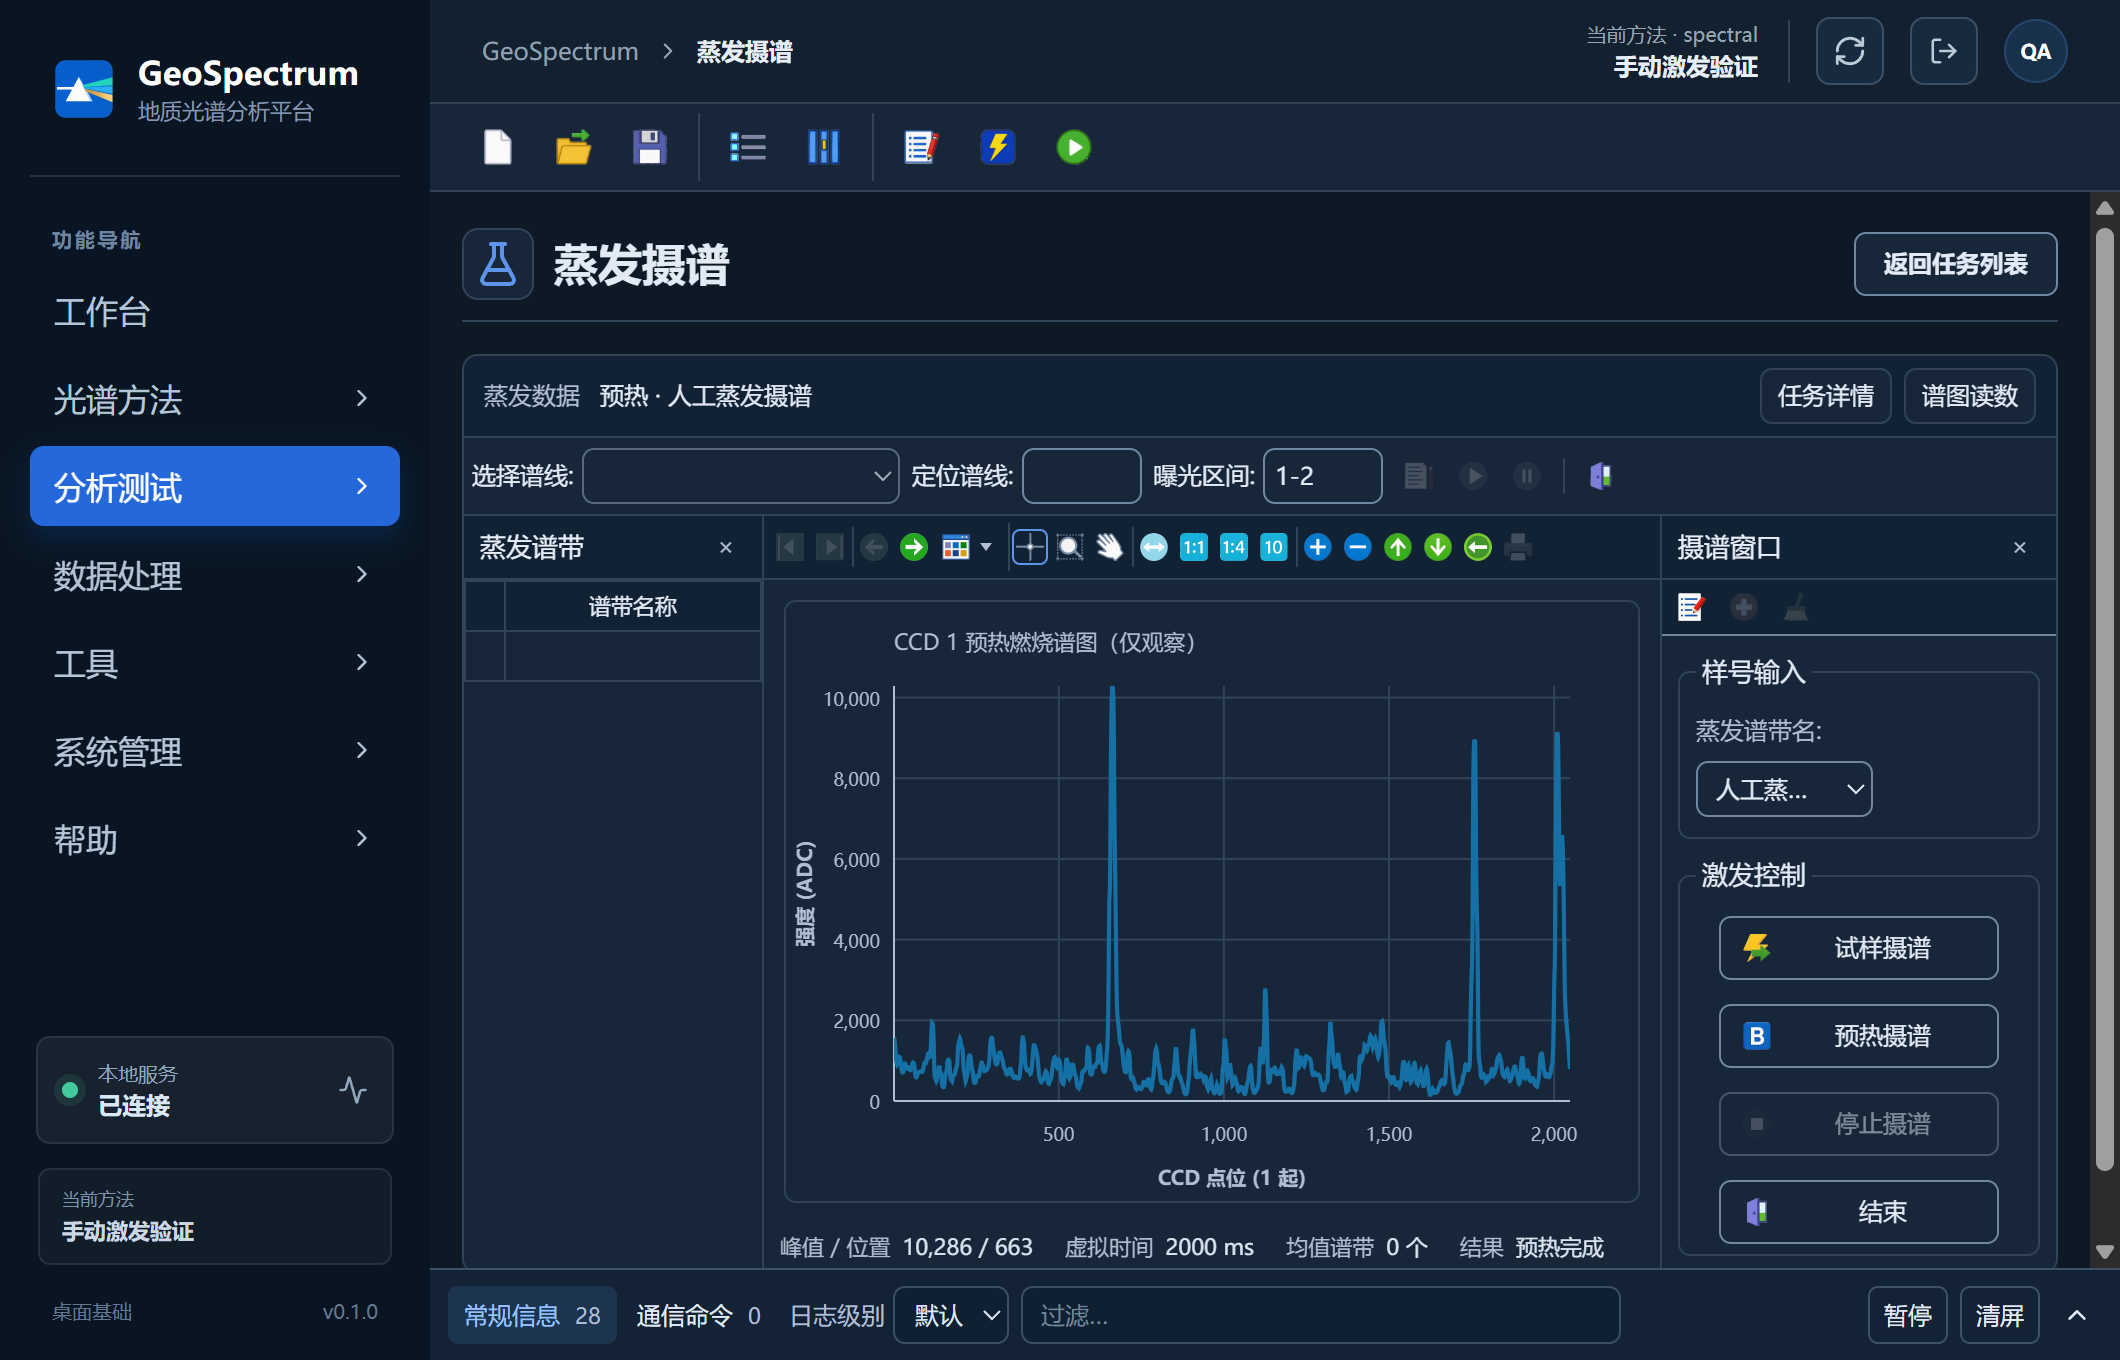 GeoSpectrum
地质光谱分析平台
功能导航
工作台
光谱方法
分析测试
数据处理
工具
系统管理
帮助
本地服务
已连接
当前方法
手动激发验证
桌面基础 v0.1.0
GeoSpectrum > 蒸发摄谱
当前方法 · spectral
手动激发验证
QA
蒸发摄谱
返回任务列表
蒸发数据 预热 · 人工蒸发摄谱
任务详情 谱图读数
选择谱线: 定位谱线: 曝光区间: 1-2
蒸发谱带 ×
谱带名称
1:1 1:4 10
CCD 1 预热燃烧谱图（仅观察）
强度 (ADC)
10,000
8,000
6,000
4,000
2,000
0
500 1,000 1,500 2,000
CCD 点位 (1 起)
峰值 / 位置 10,286 / 663 虚拟时间 2000 ms 均值谱带 0 个 结果 预热完成
摄谱窗口 ×
样号输入
蒸发谱带名:
人工蒸...
激发控制
试样摄谱
B 预热摄谱
停止摄谱
结束
常规信息 28 通信命令 0 日志级别 默认 过滤...
暂停 清屏